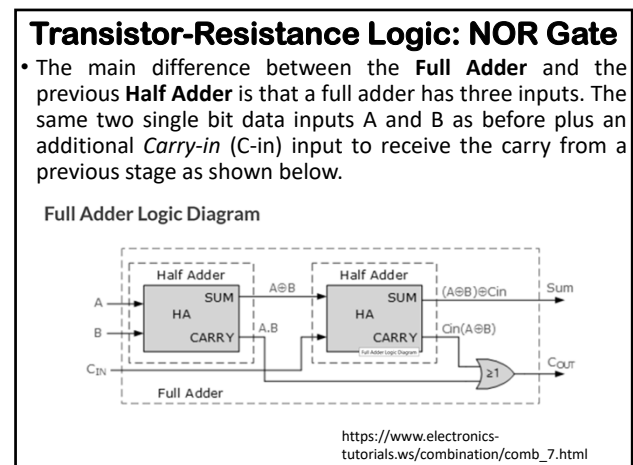 Transistor-Resistance Logic: NOR Gate
• The main difference between the Full Adder and the
previous Half Adder is that a full adder has three inputs. The
same two single bit data inputs A and B as before plus an
additional Carry-in (C-in) input to receive the carry from a
previous stage as shown below.
Full Adder Logic Diagram
Half Adder
Half Adder
A⊕B
SUM
SUM
(A⊕B)⊕Cin
Sum
A
HA
HA
B
A.B
CARRY
CARRY
Cin(A⊕B)
Full Adder Logic Diagram
CIN
≥1
COUT
Full Adder
https://www.electronics-
tutorials.ws/combination/comb_7.html